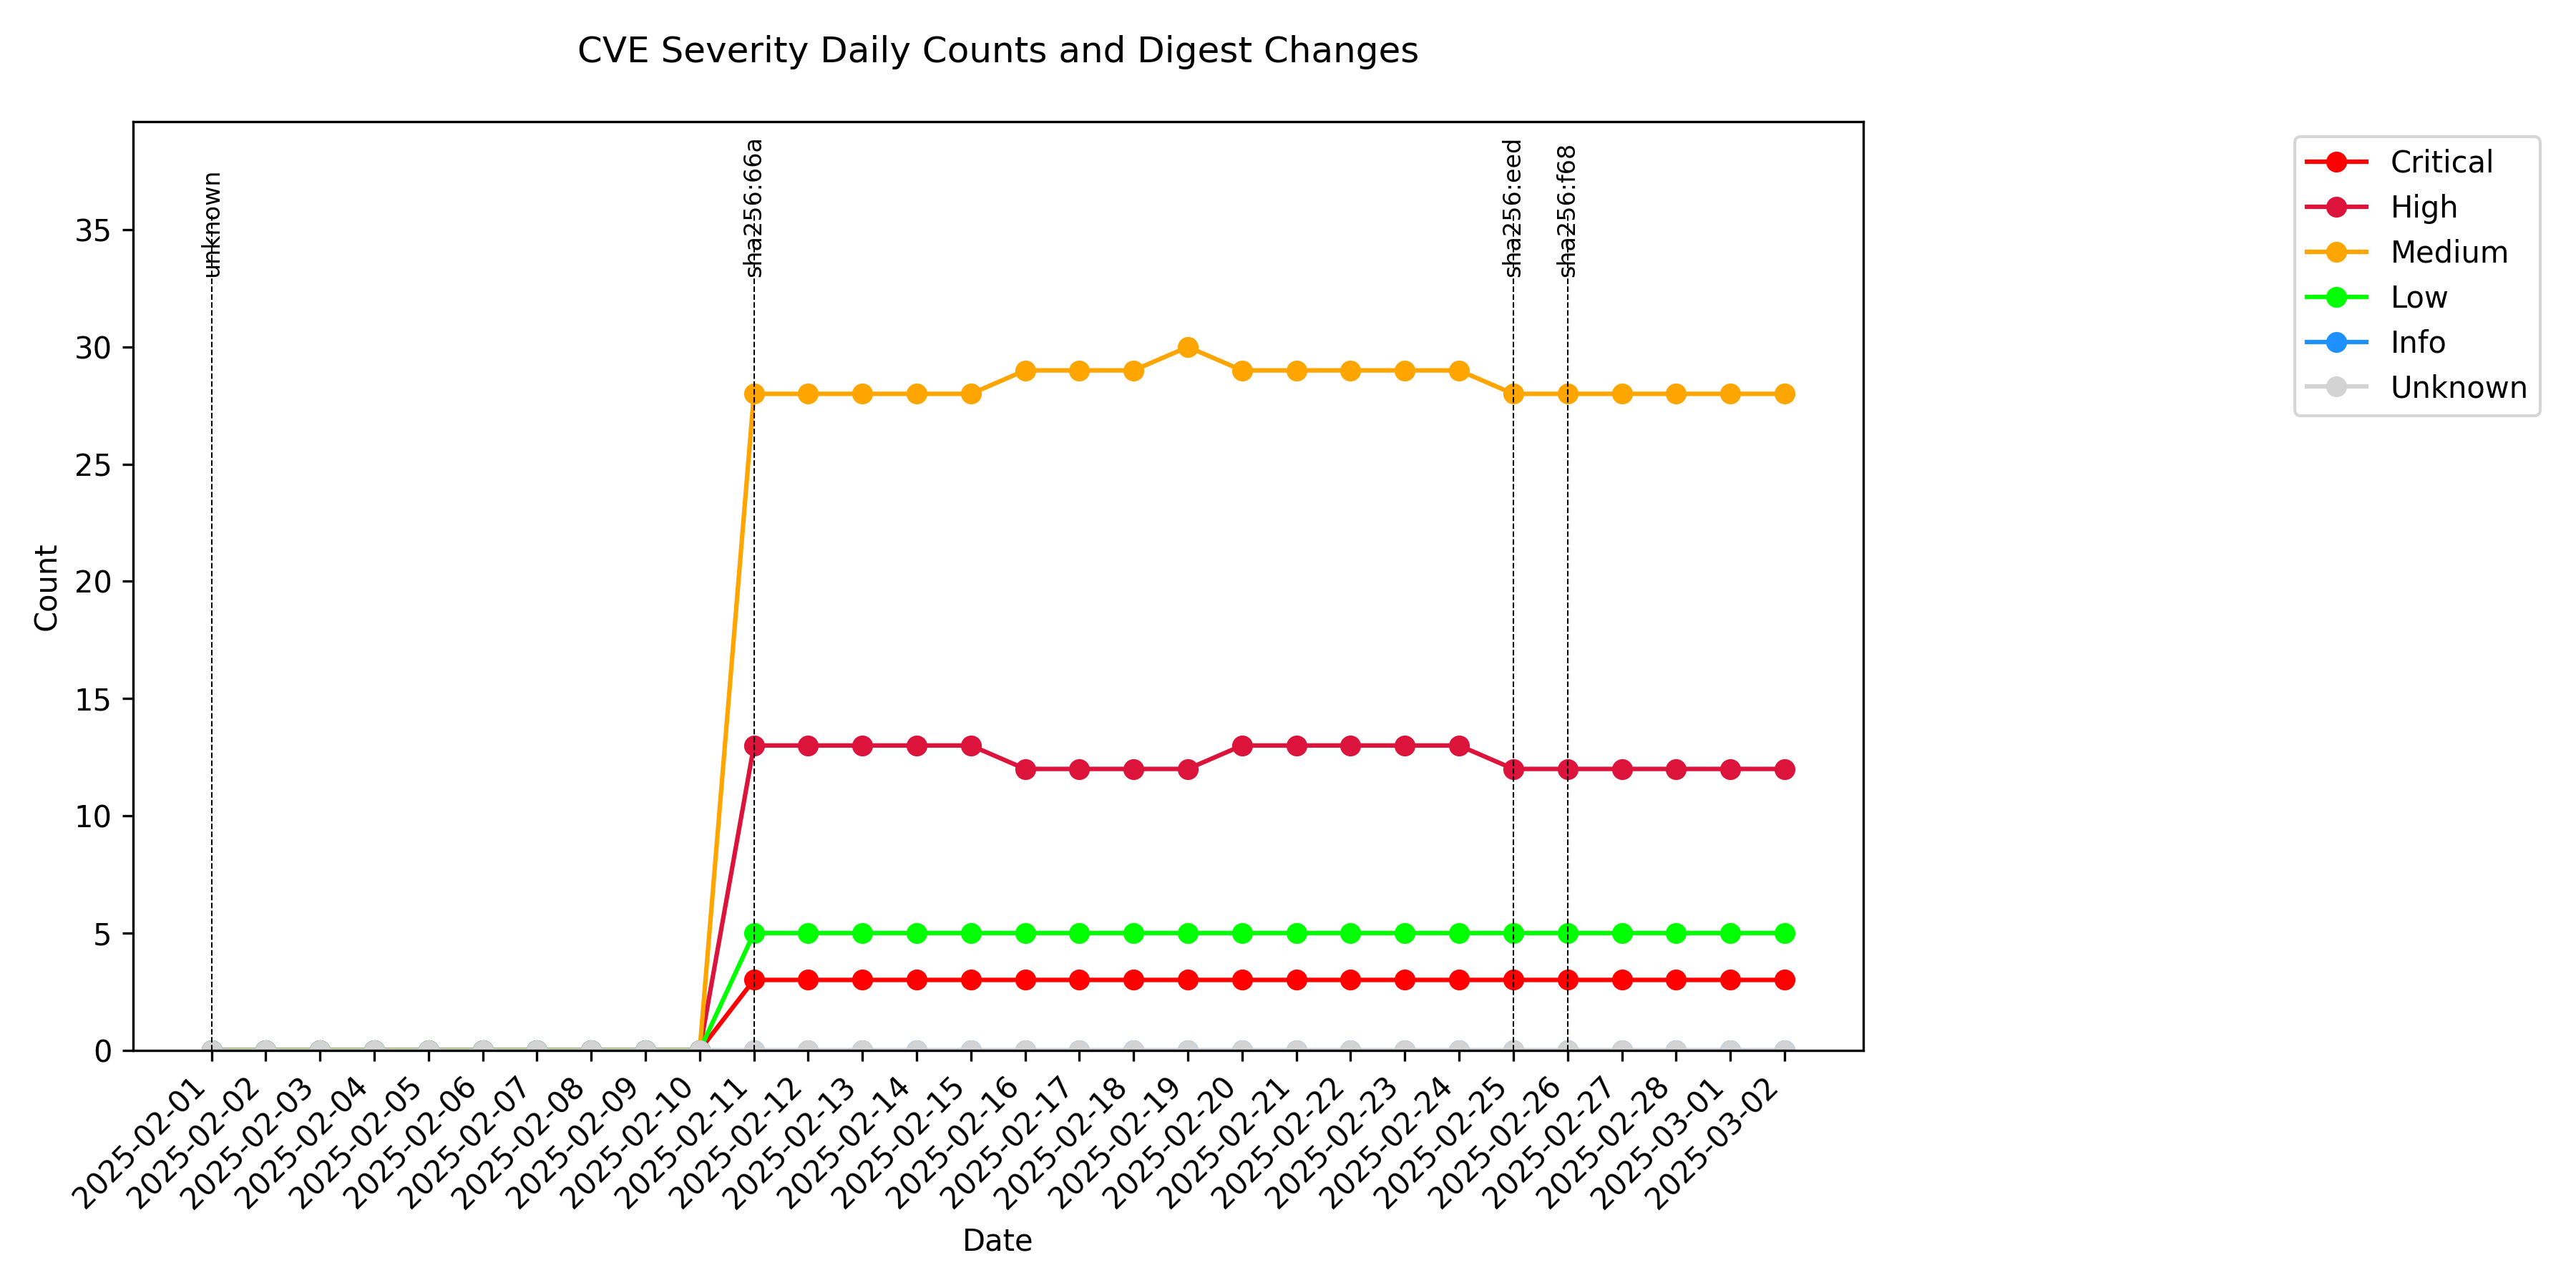 CVE Severity Daily Counts and Digest Changes
unknown
sha256:66a
sha256:eed
sha256:f68
Critical
High
Medium
Low
Info
Unknown
Count
35
30
25
20
15
10
5
0
2025-02-01
2025-02-02
2025-02-03
2025-02-04
2025-02-05
2025-02-06
2025-02-07
2025-02-08
2025-02-09
2025-02-10
2025-02-11
2025-02-12
2025-02-13
2025-02-14
2025-02-15
2025-02-16
2025-02-17
2025-02-18
2025-02-19
2025-02-20
2025-02-21
2025-02-22
2025-02-23
2025-02-24
2025-02-25
2025-02-26
2025-02-27
2025-02-28
2025-03-01
2025-03-02
Date